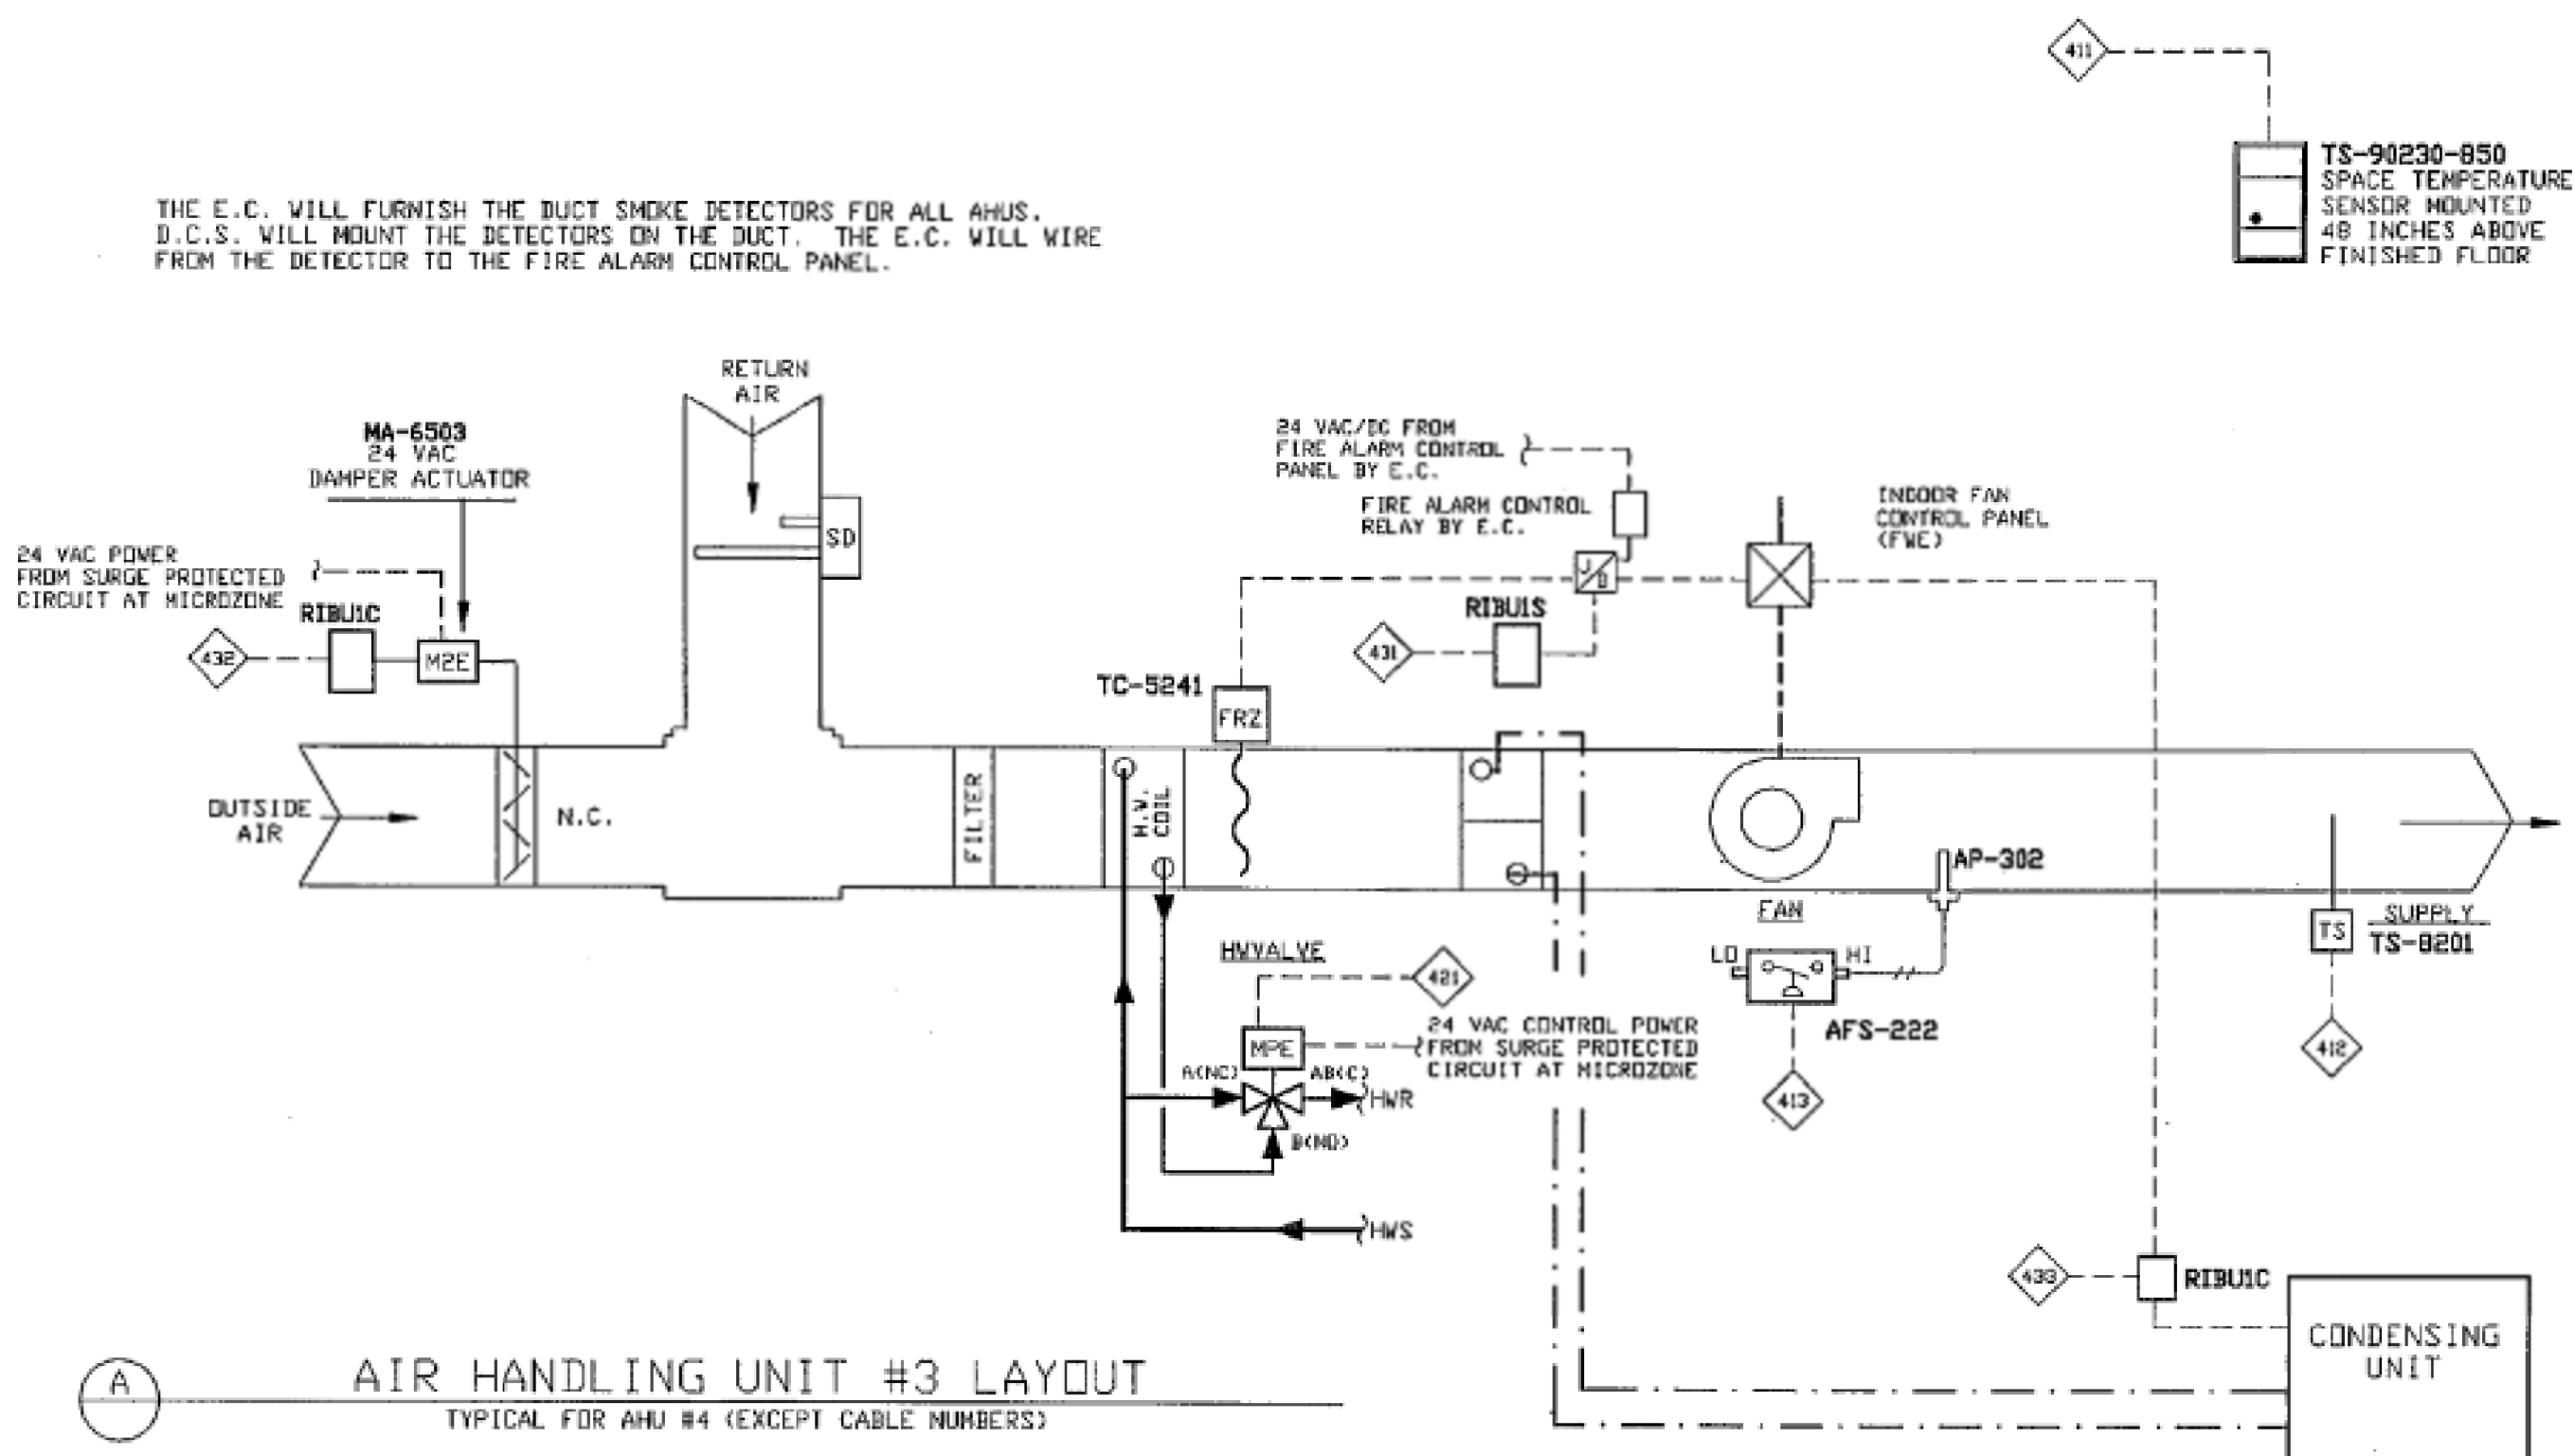 411
TS-90230-850
SPACE TEMPERATURE
SENSOR MOUNTED
48 INCHES ABOVE
FINISHED FLOOR
THE E.C. WILL FURNISH THE DUCT SMOKE DETECTORS FOR ALL AHUS.
D.C.S. WILL MOUNT THE DETECTORS ON THE DUCT. THE E.C. WILL WIRE
FROM THE DETECTOR TO THE FIRE ALARM CONTROL PANEL.
RETURN
AIR
MA-6503
24 VAC
DAMPER ACTUATOR
24 VAC POWER
FROM SURGE PROTECTED
CIRCUIT AT MICROZONE
RIBU1C
432
M2E
SD
24 VAC/DC FROM
FIRE ALARM CONTROL
PANEL BY E.C.
FIRE ALARM CONTROL
RELAY BY E.C.
J/B
INDOOR FAN
CONTROL PANEL
(FWE)
RIBU1S
431
TC-5241
FRZ
OUTSIDE
AIR
N.C.
FILTER
H.W.
COIL
AP-302
FAN
SUPPLY
TS
TS-8201
LO
HI
AFS-222
413
412
HWVALVE
421
MPE
24 VAC CONTROL POWER
FROM SURGE PROTECTED
CIRCUIT AT MICROZONE
A(NC)
AB(C)
HWR
B(NO)
HWS
433
RIBU1C
CONDENSING
UNIT
A
AIR HANDLING UNIT #3 LAYOUT
TYPICAL FOR AHU #4 (EXCEPT CABLE NUMBERS)